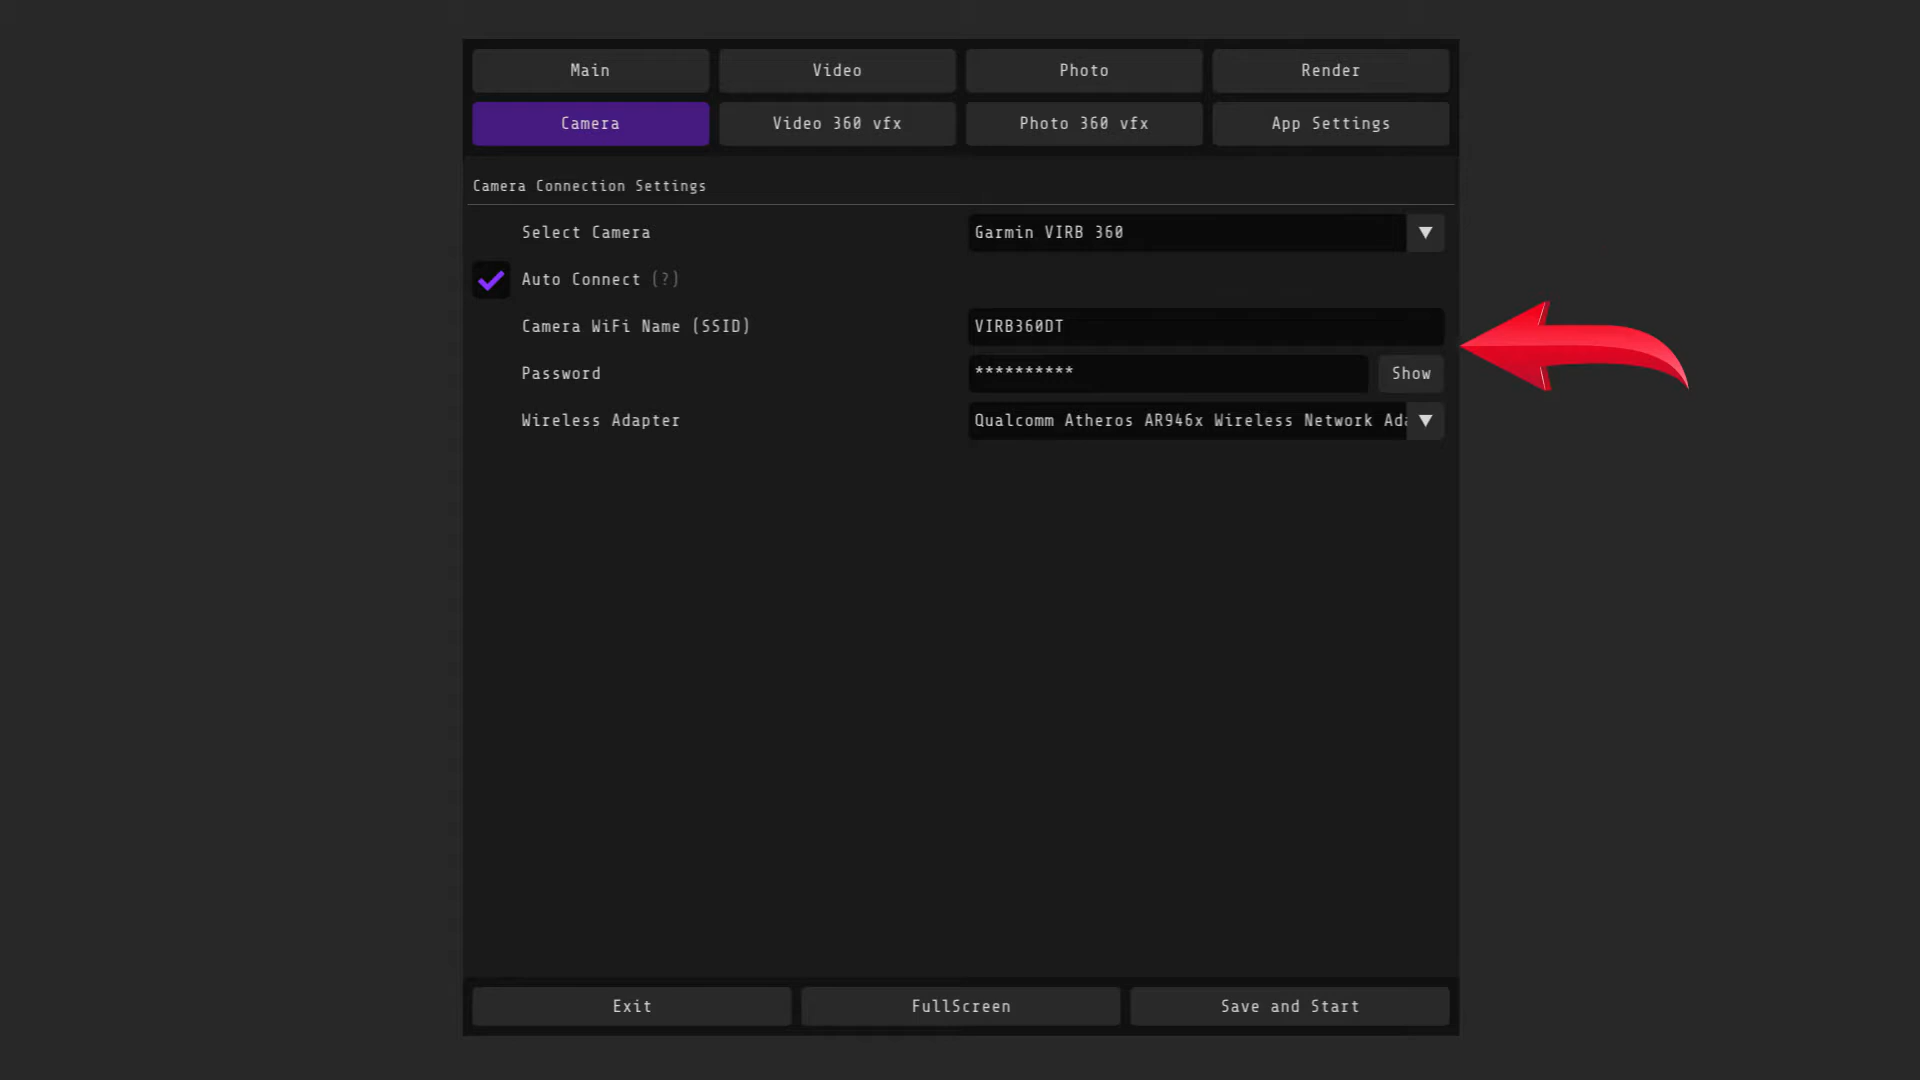 Main Video Photo Render
Camera Video 360 vfx Photo 360 vfx App Settings
Camera Connection Settings
Select Camera Garmin VIRB 360
Auto Connect (?)
Camera WiFi Name (SSID) VIRB360DT
Password ********** Show
Wireless Adapter Qualcomm Atheros AR946x Wireless Network Ada
Exit FullScreen Save and Start